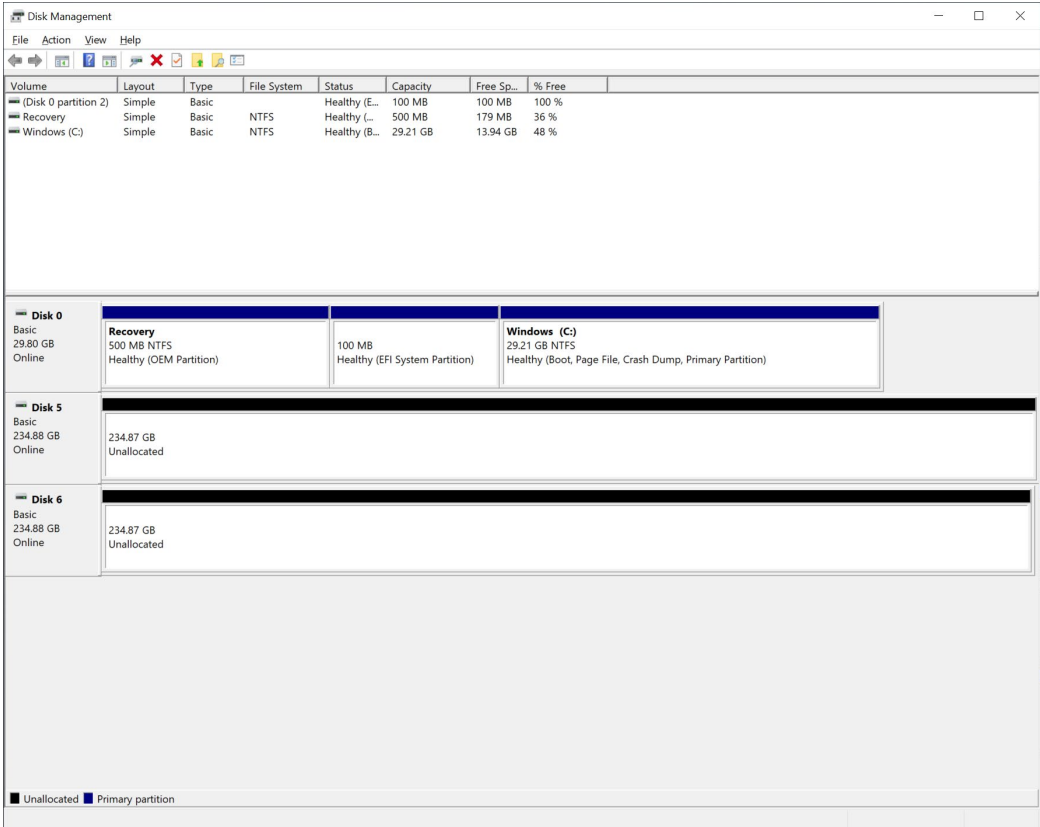 Disk Management
File Action View Help
Volume Layout Type File System Status Capacity Free Sp... % Free
(Disk 0 partition 2) Simple Basic Healthy (E... 100 MB 100 MB 100 %
Recovery Simple Basic NTFS Healthy (... 500 MB 179 MB 36 %
Windows (C:) Simple Basic NTFS Healthy (B... 29.21 GB 13.94 GB 48 %
Disk 0
Basic
29.80 GB
Online
Recovery
500 MB NTFS
Healthy (OEM Partition)
100 MB
Healthy (EFI System Partition)
Windows (C:)
29.21 GB NTFS
Healthy (Boot, Page File, Crash Dump, Primary Partition)
Disk 5
Basic
234.88 GB
Online
234.87 GB
Unallocated
Disk 6
Basic
234.88 GB
Online
234.87 GB
Unallocated
Unallocated Primary partition